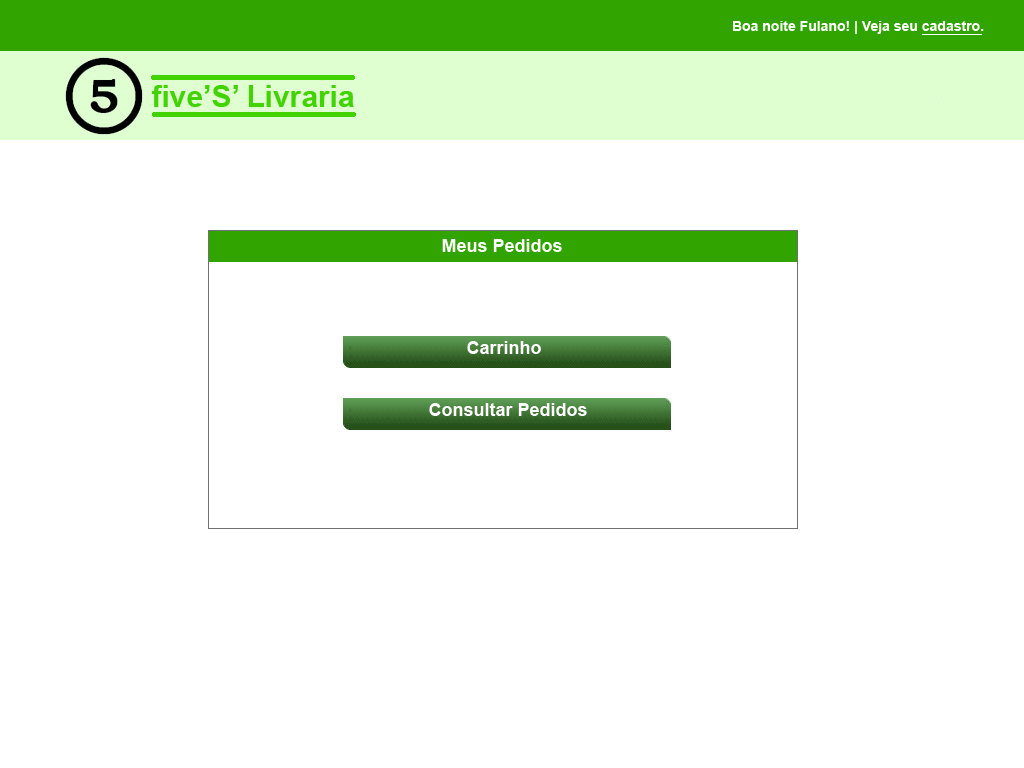 Boa noite Fulano! | Veja seu cadastro.
5
five’S’ Livraria
Meus Pedidos
Carrinho
Consultar Pedidos